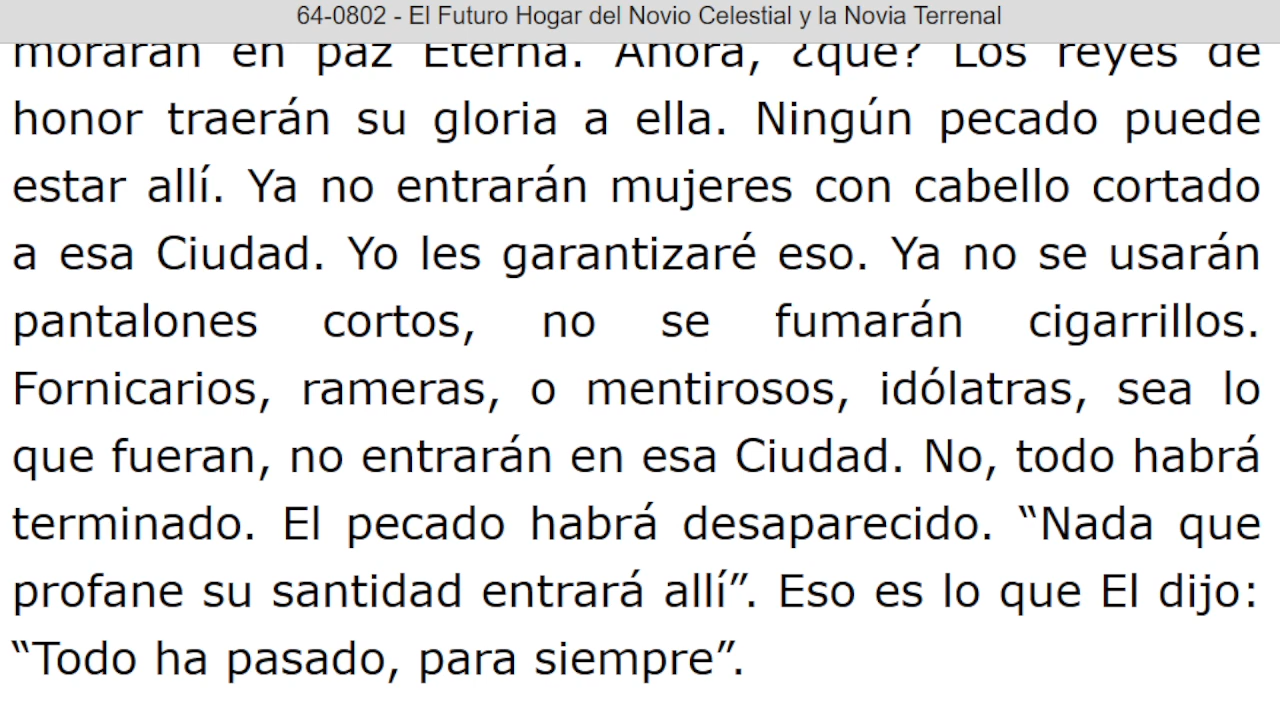 64-0802 - El Futuro Hogar del Novio Celestial y la Novia Terrenal
morarán en paz Eterna. Ahora, ¿qué? Los reyes de
honor traerán su gloria a ella. Ningún pecado puede
estar allí. Ya no entrarán mujeres con cabello cortado
a esa Ciudad. Yo les garantizaré eso. Ya no se usarán
pantalones cortos, no se fumarán cigarrillos.
Fornicarios, rameras, o mentirosos, idólatras, sea lo
que fueran, no entrarán en esa Ciudad. No, todo habrá
terminado. El pecado habrá desaparecido. “Nada que
profane su santidad entrará allí”. Eso es lo que El dijo:
“Todo ha pasado, para siempre”.